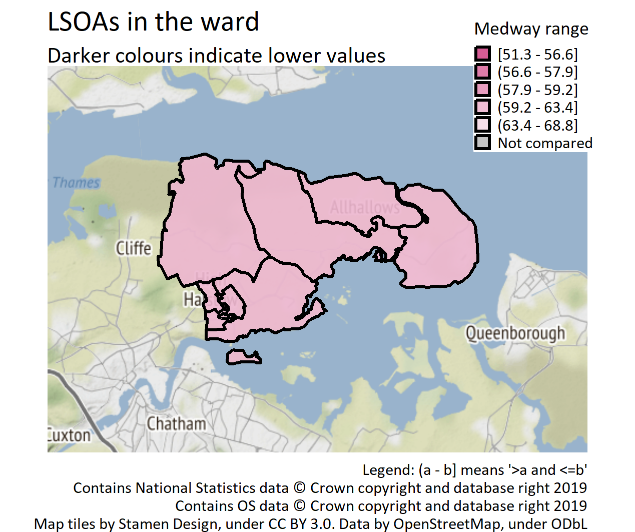 LSOAs in the ward
Darker colours indicate lower values
Medway range
[51.3 - 56.6]
(56.6 - 57.9]
(57.9 - 59.2]
(59.2 - 63.4]
(63.4 - 68.8]
Not compared
Thames
Allhallows
Cliffe
Queenborough
Chatham
Legend: (a - b] means '>a and <=b'
Contains National Statistics data © Crown copyright and database right 2019
Contains OS data © Crown copyright and database right 2019
Map tiles by Stamen Design, under CC BY 3.0. Data by OpenStreetMap, under ODbL